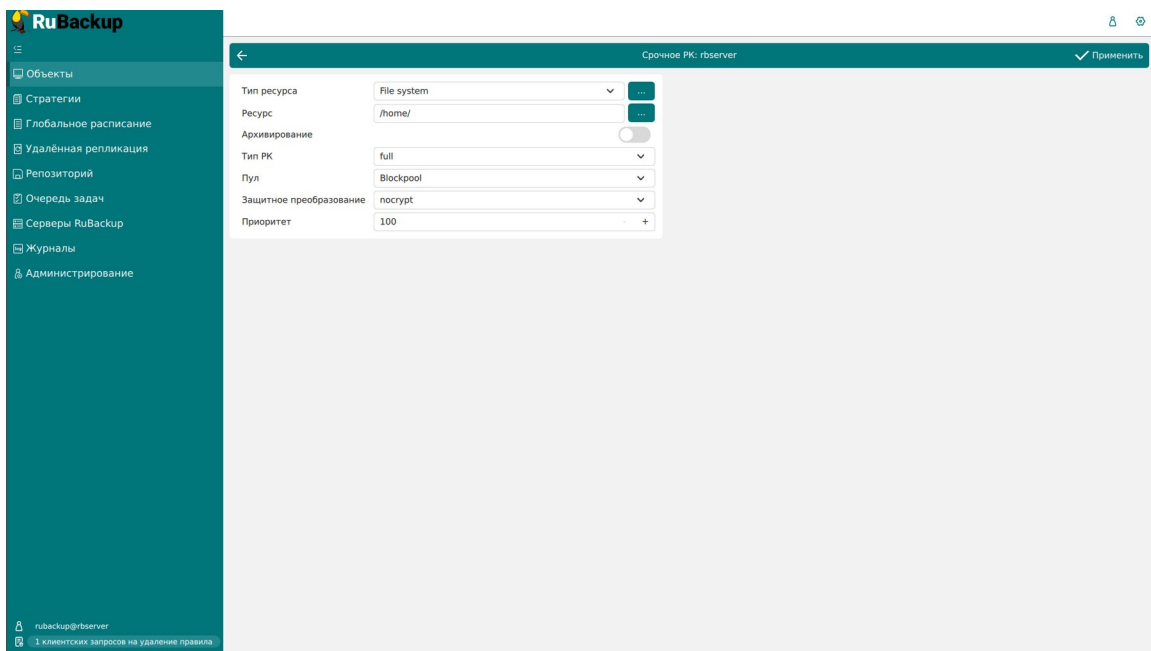 RuBackup
Объекты
Стратегии
Глобальное расписание
Удалённая репликация
Репозиторий
Очередь задач
Серверы RuBackup
Журналы
Администрирование
rubackup@rbserver
1 клиентских запросов на удаление правила
Срочное РК: rbserver
Применить
Тип ресурса File system ...
Ресурс /home/ ...
Архивирование
Тип РК full
Пул Blockpool
Защитное преобразование nocrypt
Приоритет 100 - +